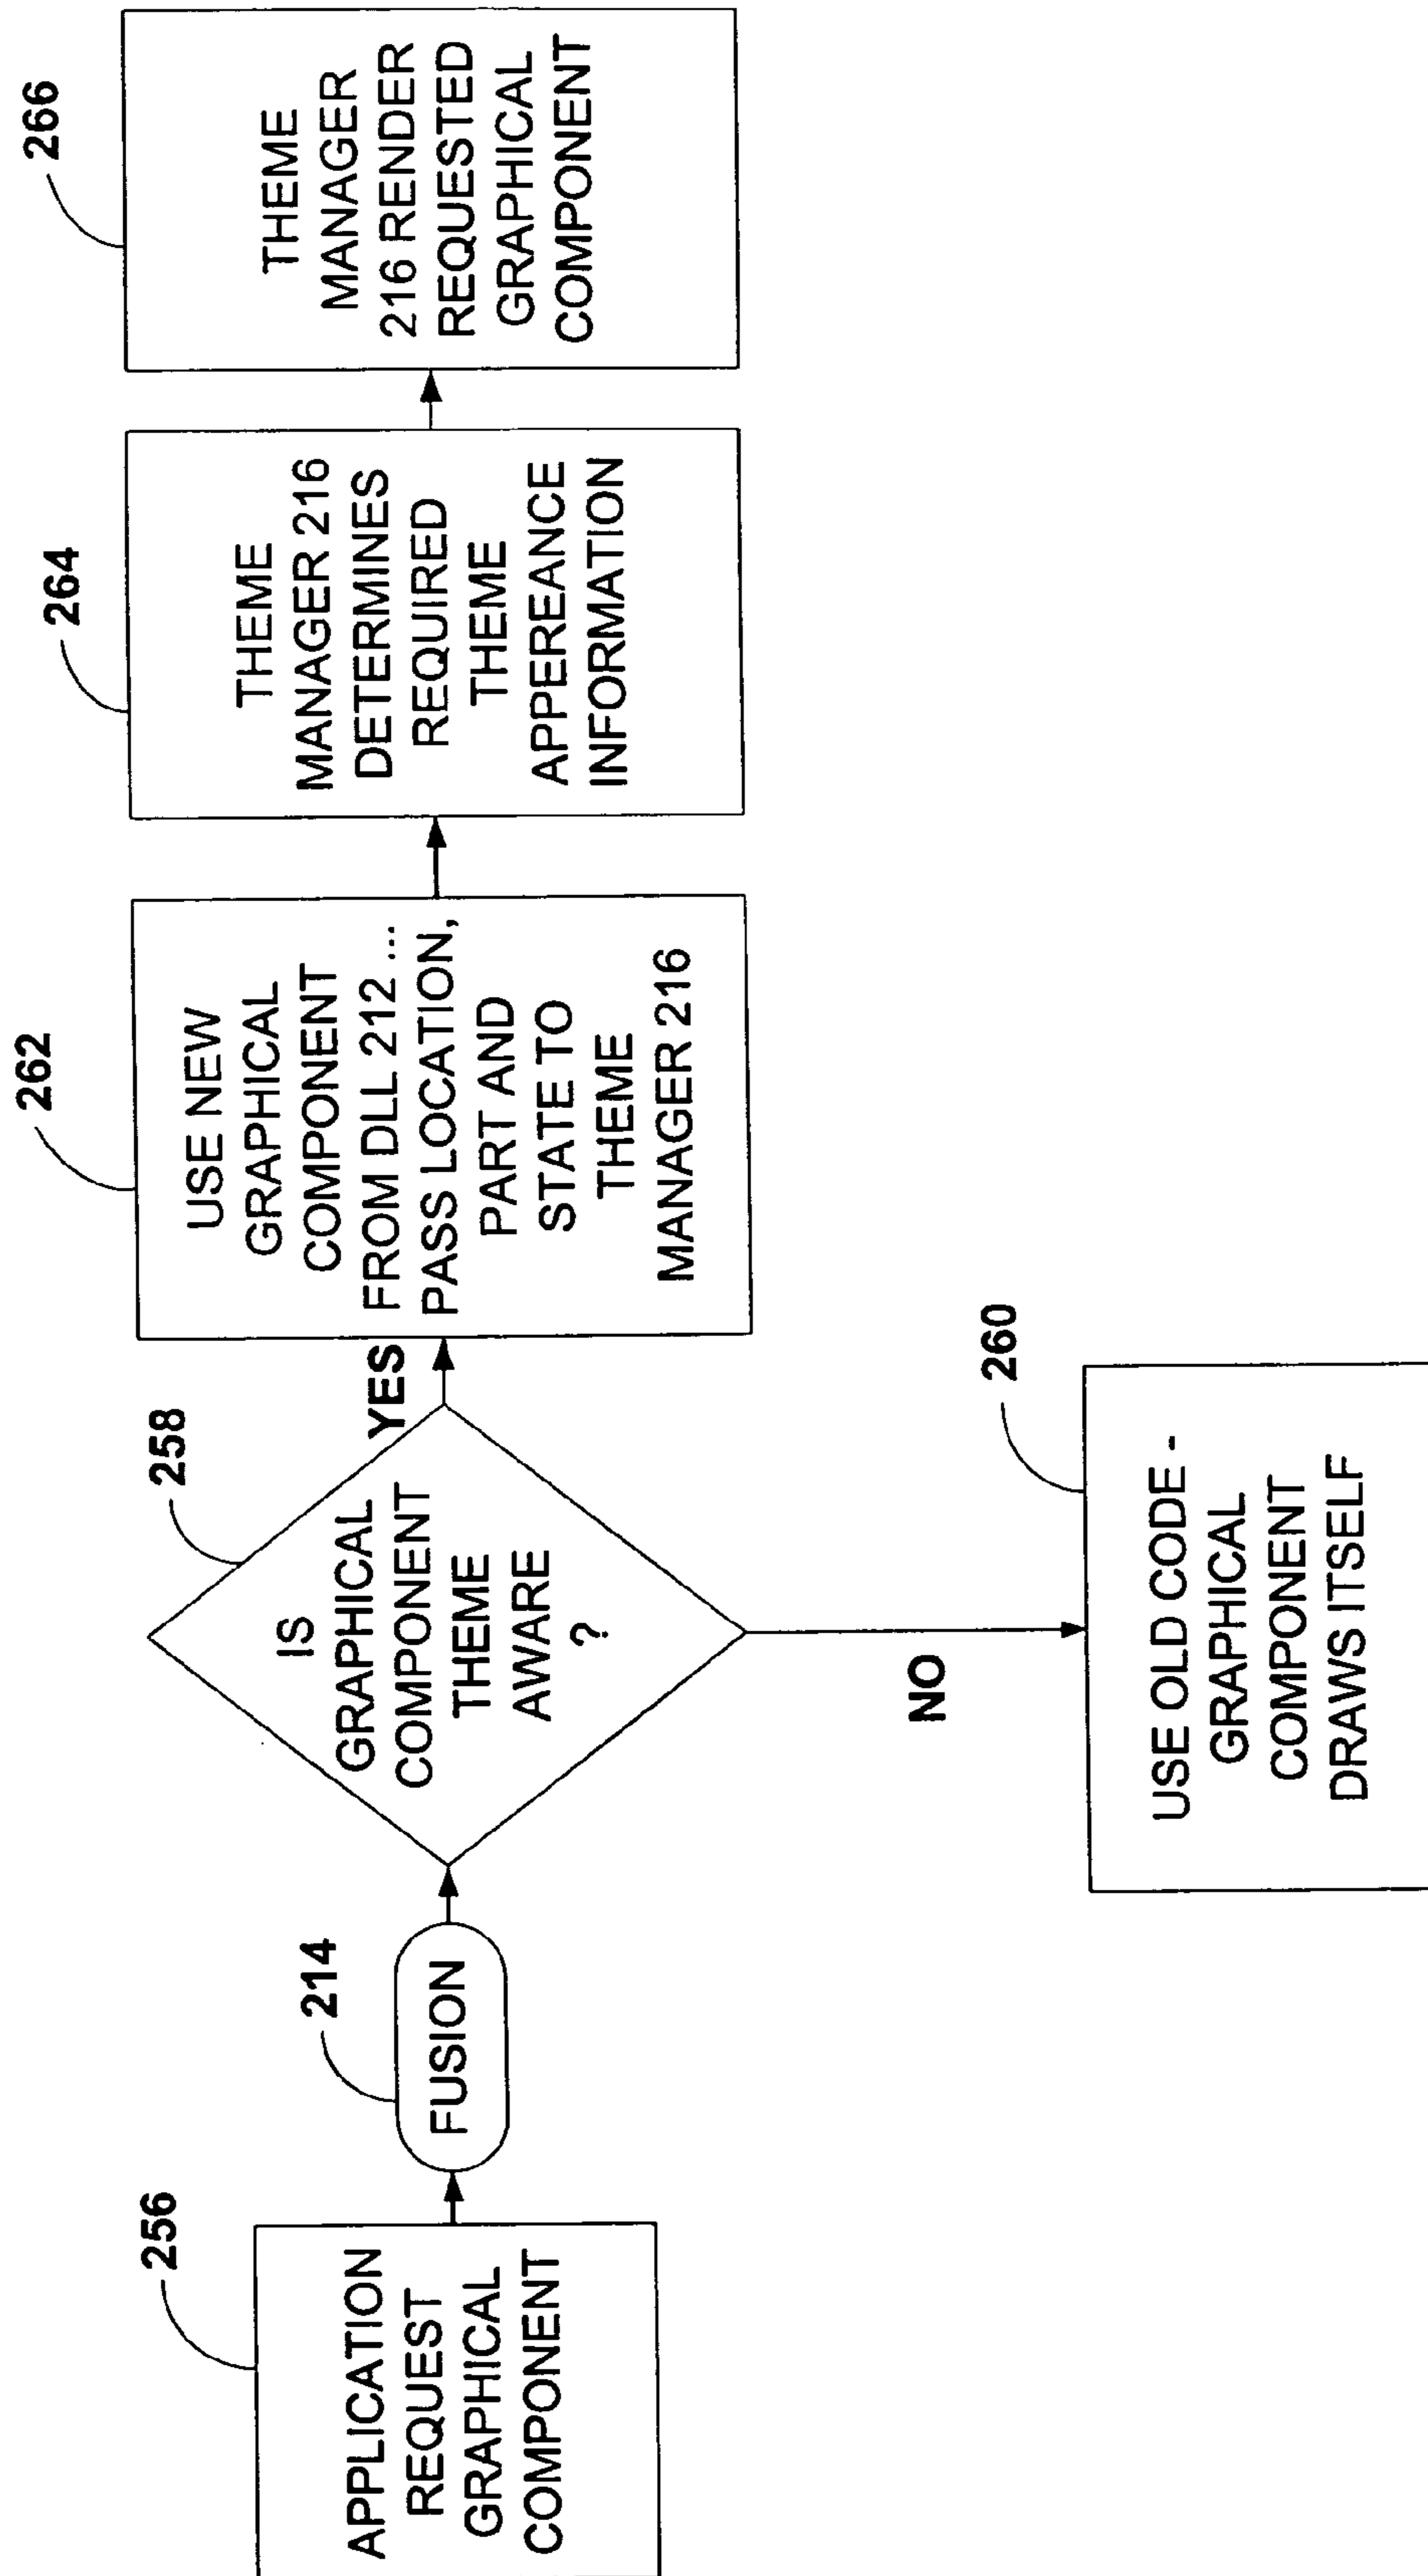 256
APPLICATION
REQUEST
GRAPHICAL
COMPONENT
214
FUSION
258
IS
GRAPHICAL
COMPONENT
THEME
AWARE
?
YES
NO
260
USE OLD CODE -
GRAPHICAL
COMPONENT
DRAWS ITSELF
262
USE NEW
GRAPHICAL
COMPONENT
FROM DLL 212 ...
PASS LOCATION,
PART AND
STATE TO
THEME
MANAGER 216
264
THEME
MANAGER 216
DETERMINES
REQUIRED
THEME
APPEREANCE
INFORMATION
266
THEME
MANAGER
216 RENDER
REQUESTED
GRAPHICAL
COMPONENT